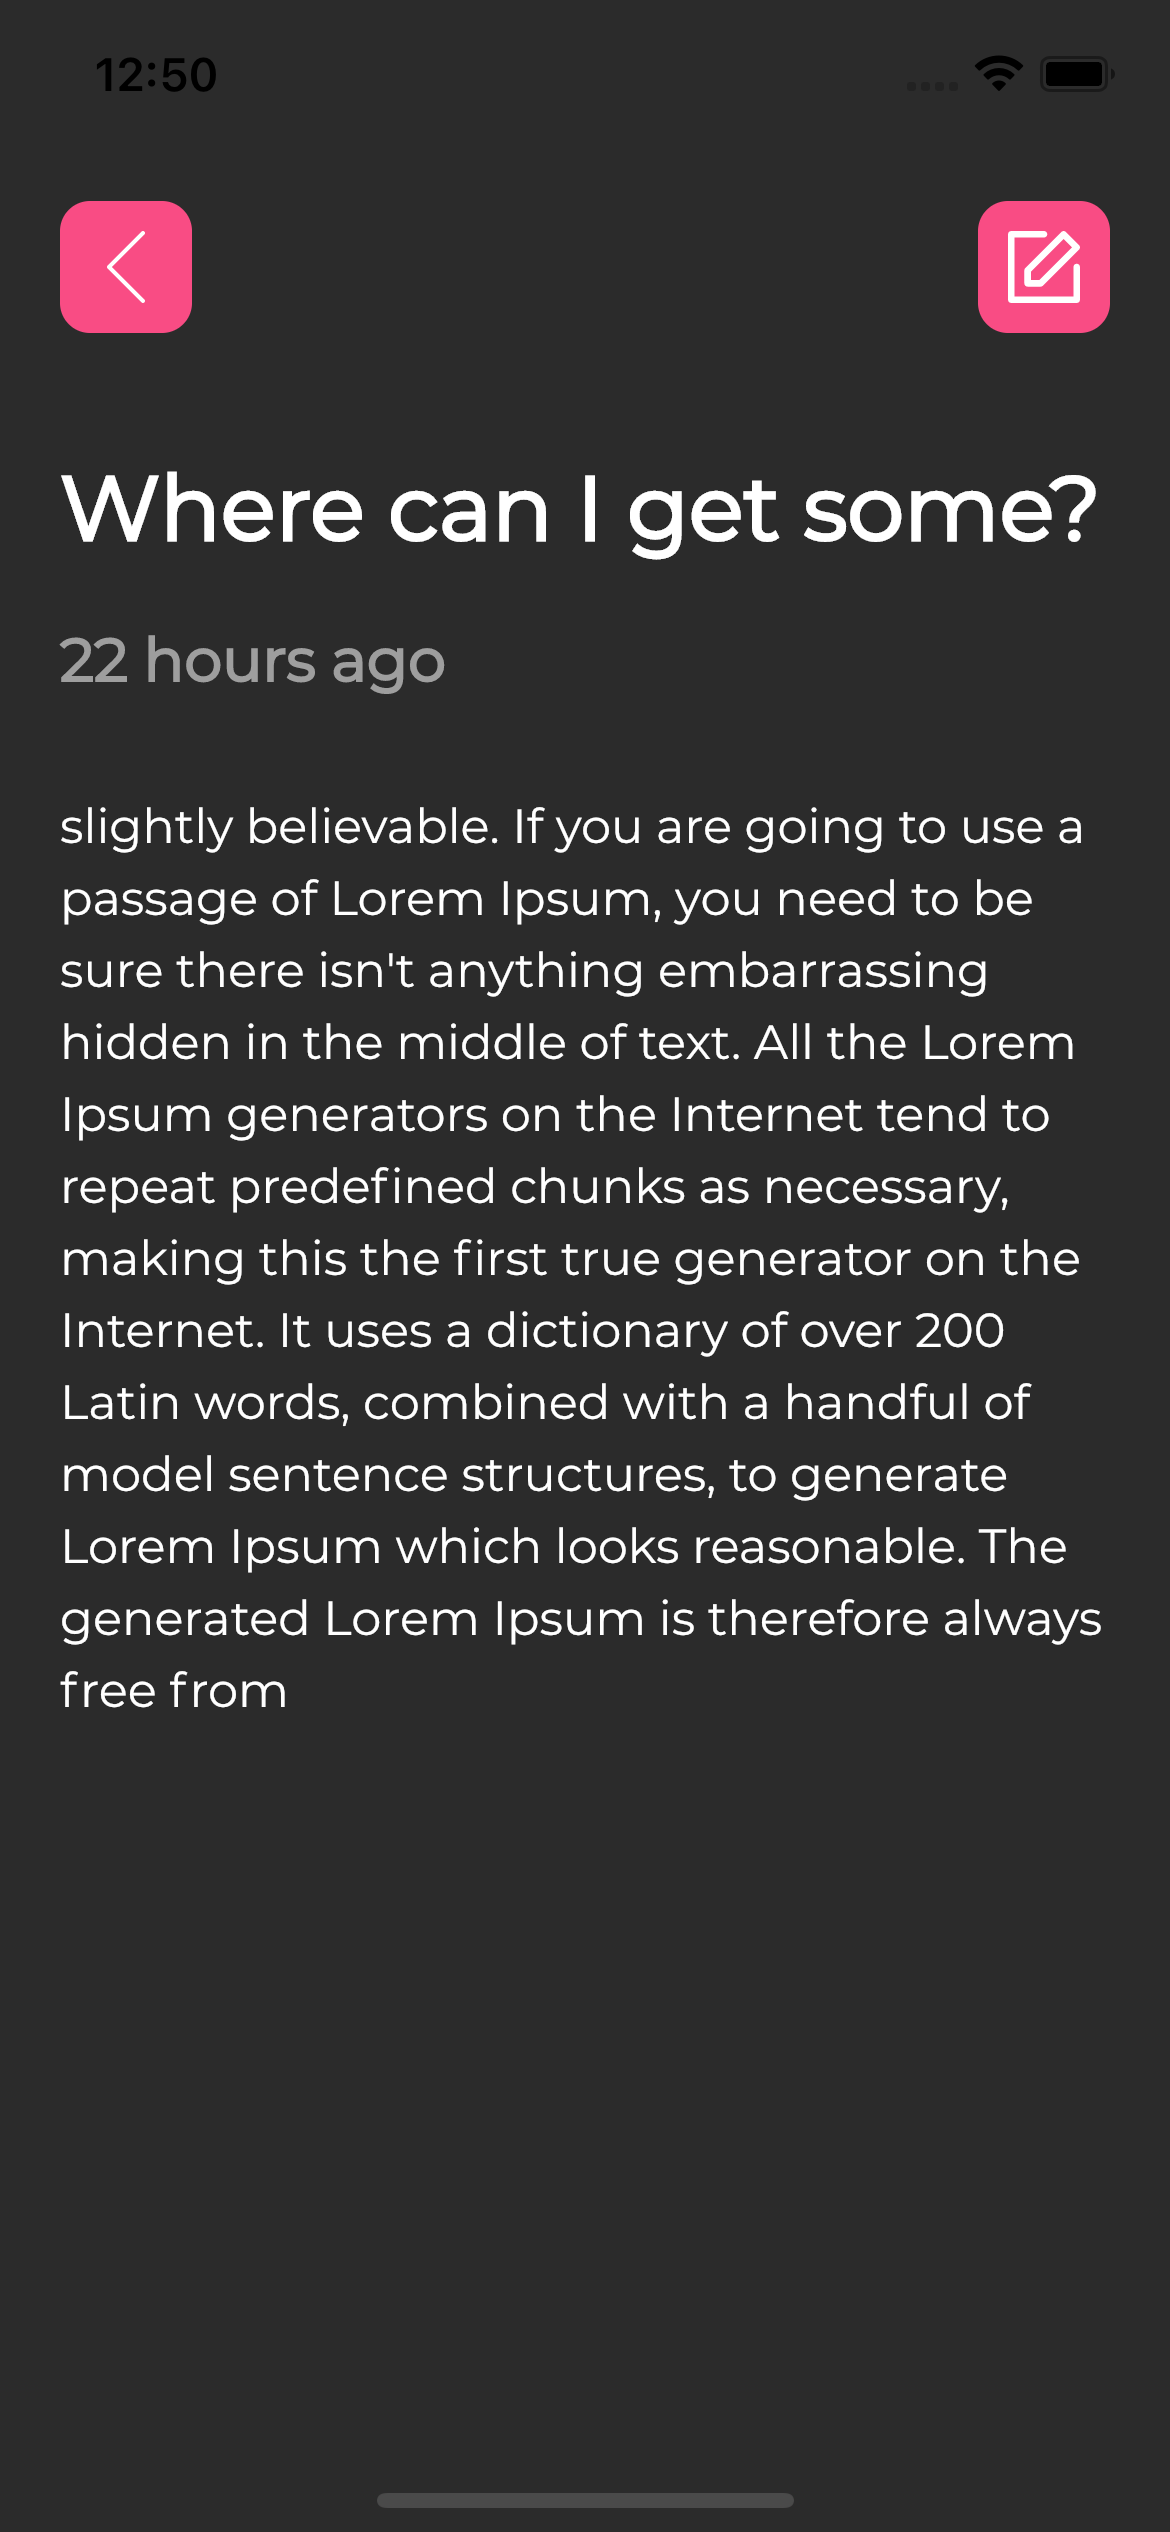 12:50
Where can I get some?
22 hours ago
slightly believable. If you are going to use a
passage of Lorem Ipsum, you need to be
sure there isn't anything embarrassing
hidden in the middle of text. All the Lorem
Ipsum generators on the Internet tend to
repeat predefined chunks as necessary,
making this the first true generator on the
Internet. It uses a dictionary of over 200
Latin words, combined with a handful of
model sentence structures, to generate
Lorem Ipsum which looks reasonable. The
generated Lorem Ipsum is therefore always
free from